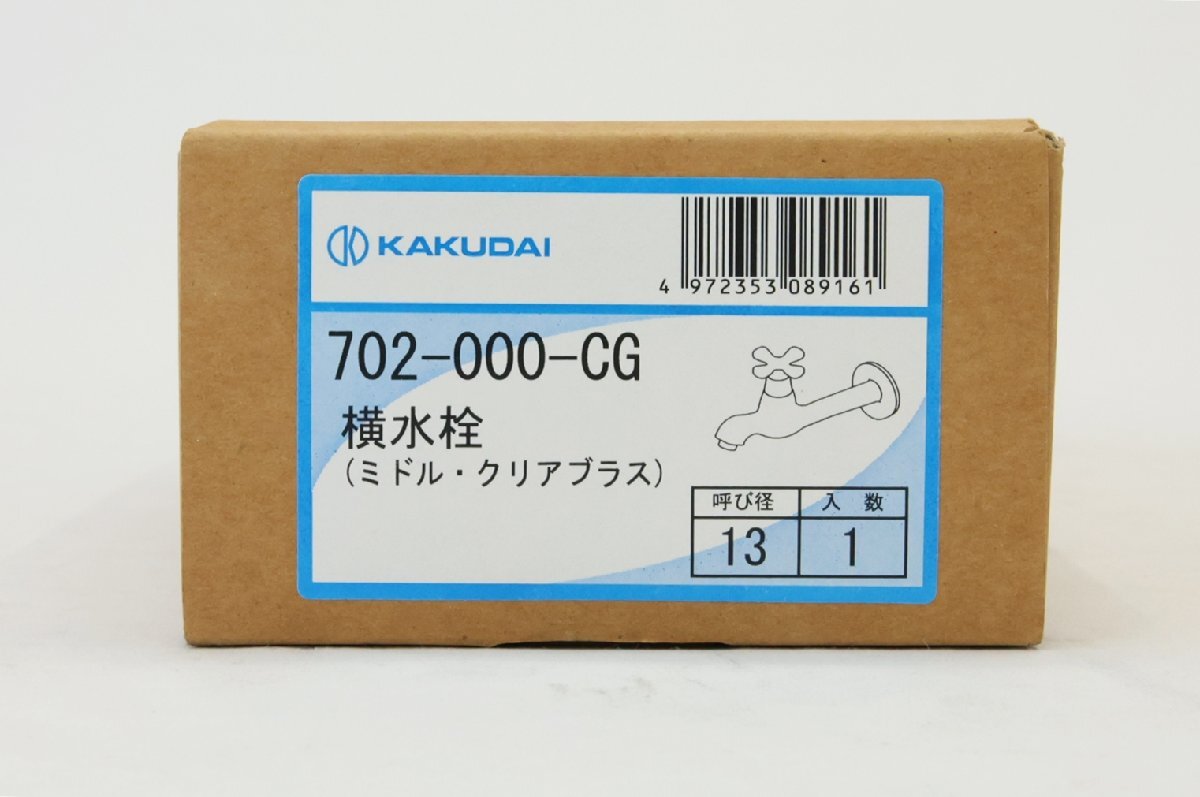 KAKUDAI
4 972353 089161
702-000-CG
横水栓
(ミドル・クリアブラス)
呼び径 入数
13 1